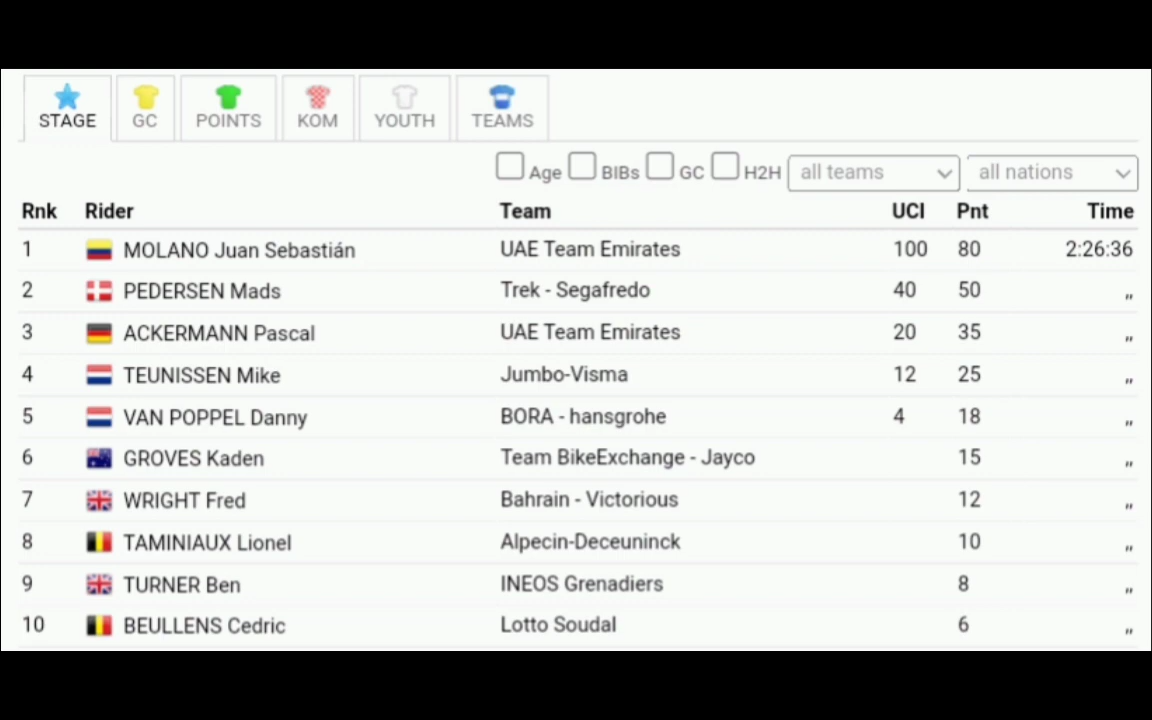 STAGE GC POINTS KOM YOUTH TEAMS
Age BIBs GC H2H all teams all nations
Rnk Rider Team UCI Pnt Time
1 MOLANO Juan Sebastián UAE Team Emirates 100 80 2:26:36
2 PEDERSEN Mads Trek - Segafredo 40 50 ,,
3 ACKERMANN Pascal UAE Team Emirates 20 35 ,,
4 TEUNISSEN Mike Jumbo-Visma 12 25 ,,
5 VAN POPPEL Danny BORA - hansgrohe 4 18 ,,
6 GROVES Kaden Team BikeExchange - Jayco 15 ,,
7 WRIGHT Fred Bahrain - Victorious 12 ,,
8 TAMINIAUX Lionel Alpecin-Deceuninck 10 ,,
9 TURNER Ben INEOS Grenadiers 8 ,,
10 BEULLENS Cedric Lotto Soudal 6 ,,